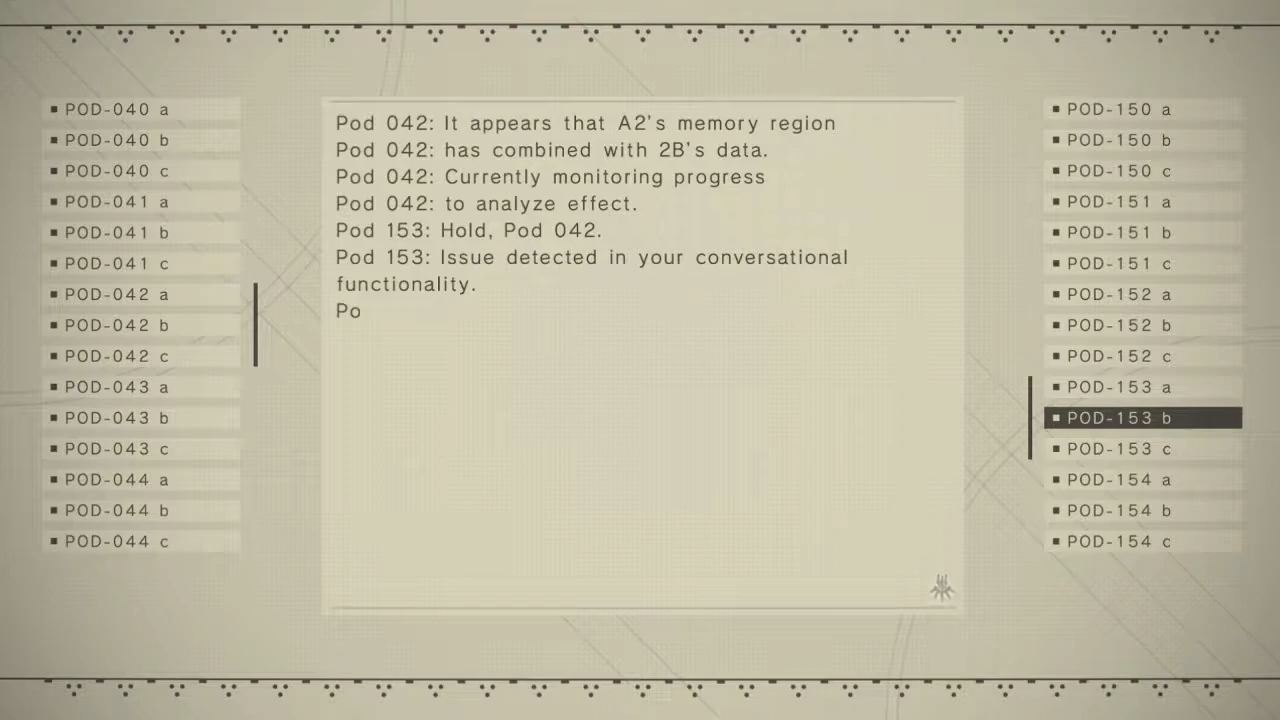 POD-040 a
POD-040 b
POD-040 c
POD-041 a
POD-041 b
POD-041 c
POD-042 a
POD-042 b
POD-042 c
POD-043 a
POD-043 b
POD-043 c
POD-044 a
POD-044 b
POD-044 c
Pod 042: It appears that A2's memory region
Pod 042: has combined with 2B's data.
Pod 042: Currently monitoring progress
Pod 042: to analyze effect.
Pod 153: Hold, Pod 042.
Pod 153: Issue detected in your conversational
functionality.
Po
POD-150 a
POD-150 b
POD-150 c
POD-151 a
POD-151 b
POD-151 c
POD-152 a
POD-152 b
POD-152 c
POD-153 a
POD-153 b
POD-153 c
POD-154 a
POD-154 b
POD-154 c